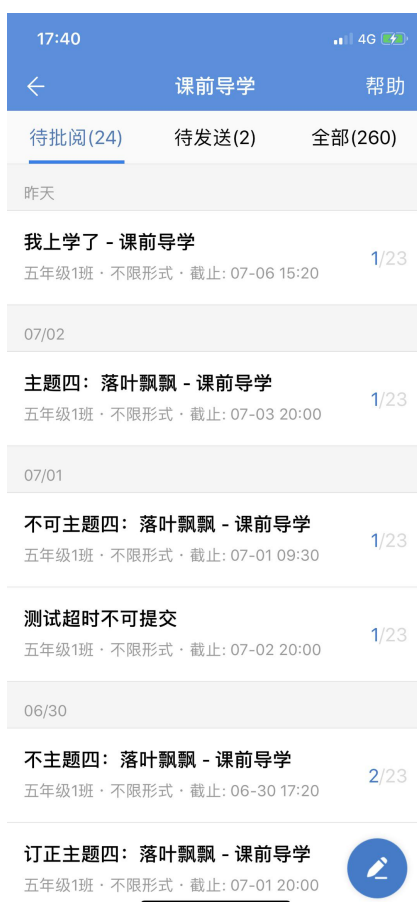 17:40 4G
课前导学 帮助
待批阅(24) 待发送(2) 全部(260)
昨天
我上学了 - 课前导学
五年级1班 · 不限形式 · 截止: 07-06 15:20 1/23
07/02
主题四：落叶飘飘 - 课前导学
五年级1班 · 不限形式 · 截止: 07-03 20:00 1/23
07/01
不可主题四：落叶飘飘 - 课前导学
五年级1班 · 不限形式 · 截止: 07-01 09:30 1/23
测试超时不可提交
五年级1班 · 不限形式 · 截止: 07-02 20:00 1/23
06/30
不主题四：落叶飘飘 - 课前导学
五年级1班 · 不限形式 · 截止: 06-30 17:20 2/23
订正主题四：落叶飘飘 - 课前导学
五年级1班 · 不限形式 · 截止: 07-01 20:00